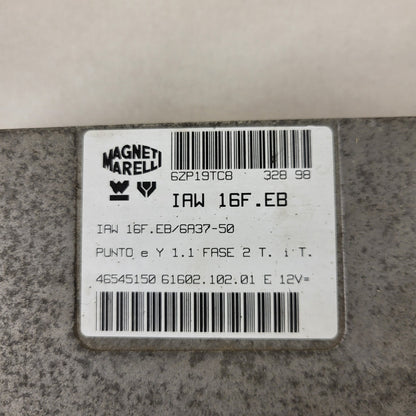 MAGNETI
MARELLI
6ZP19TC8 328 98
IAW 16F.EB
IAW 16F.EB/6A37-50
PUNTO e Y 1.1 FASE 2 T. i T.
46545150 61602.102.01 E 12V=